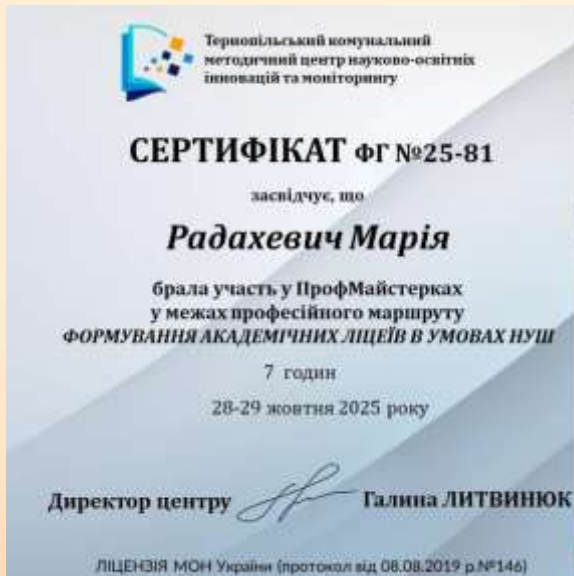 Тернопільський комунальний
методичний центр науково-освітніх
інновацій та моніторингу
СЕРТИФІКАТ ФГ №25-81
засвідчує, що
Радахевич Марія
брала участь у ПрофМайстерках
у межах професійного маршруту
ФОРМУВАННЯ АКАДЕМІЧНИХ ЛІЦЕЇВ В УМОВАХ НУШ
7 годин
28-29 жовтня 2025 року
Директор центру Галина ЛИТВИНЮК
ЛІЦЕНЗІЯ МОН України (протокол від 08.08.2019 р.№146)